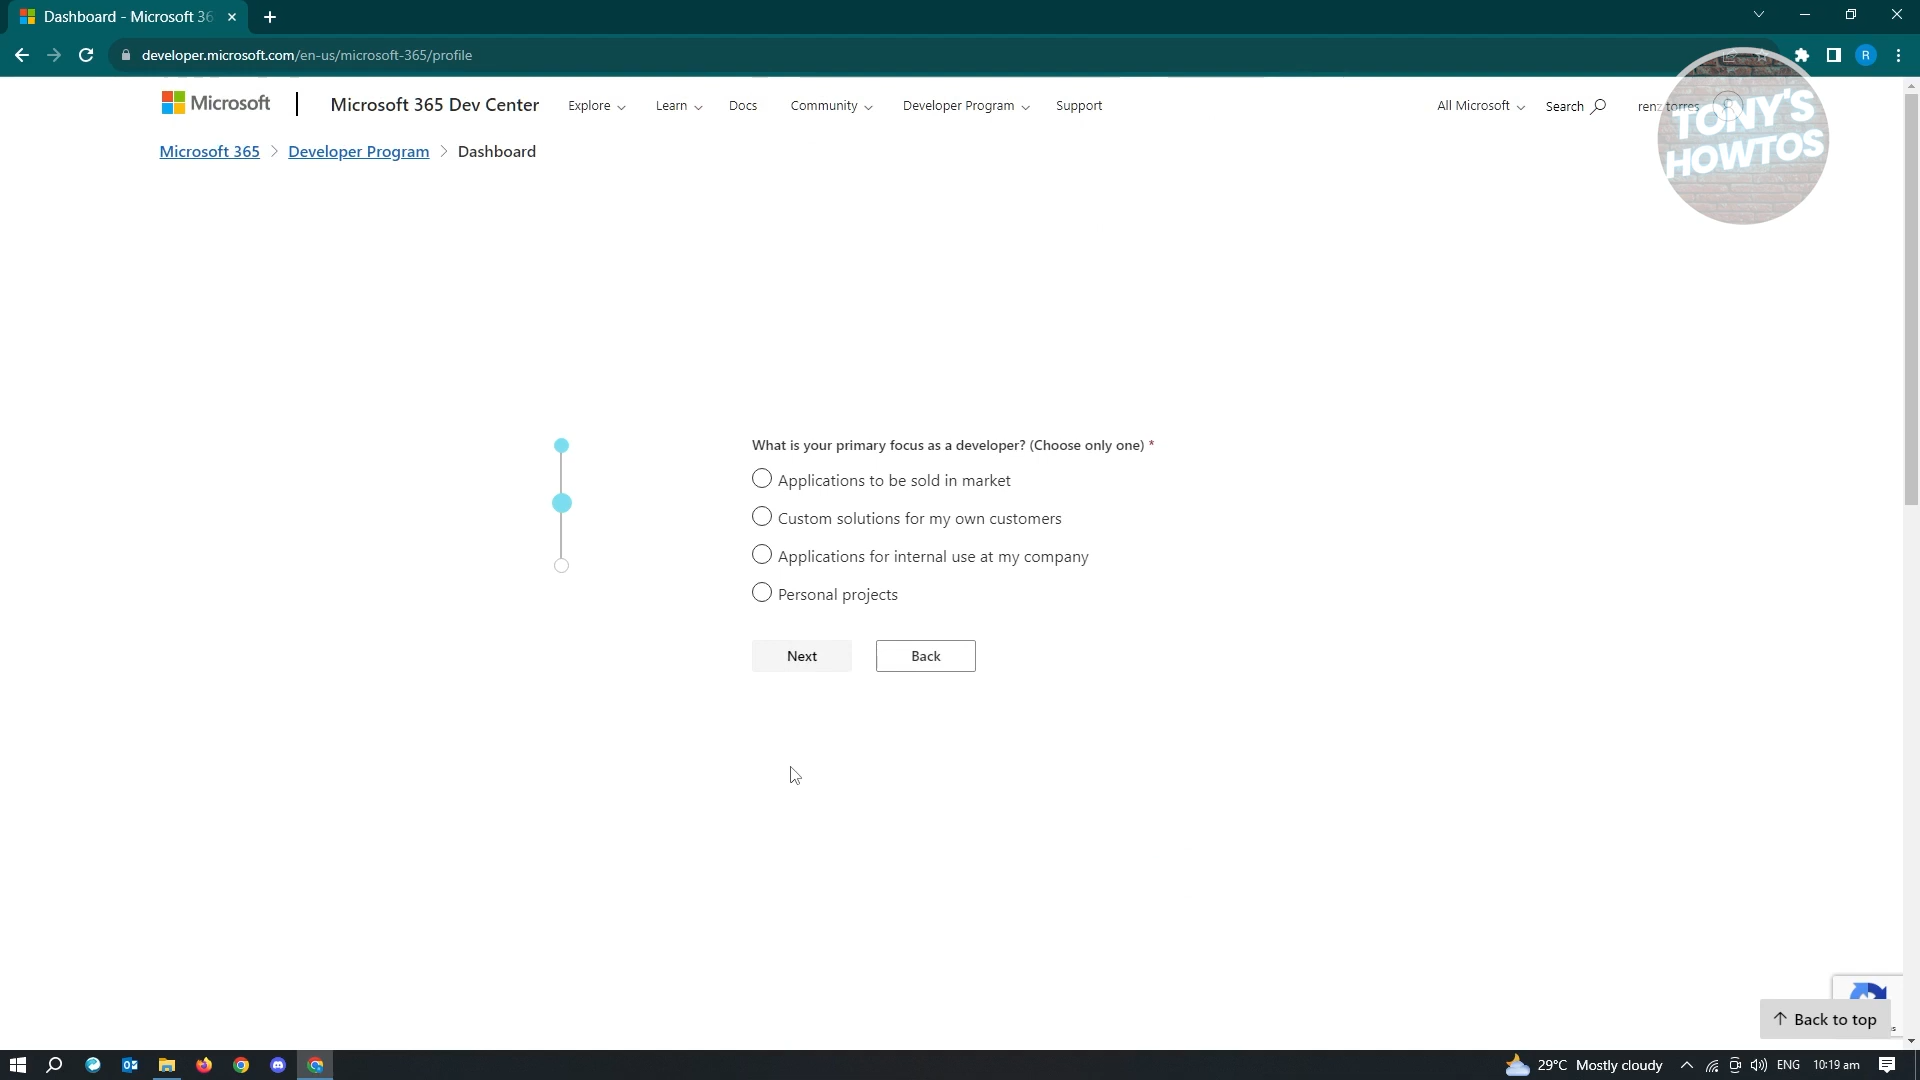 Dashboard - Microsoft 36
developer.microsoft.com/en-us/microsoft-365/profile
R
Microsoft
Microsoft 365 Dev Center
Explore
Learn
Docs
Community
Developer Program
Support
All Microsoft
Search
renz torres
TONY'S
HOWTOS
Microsoft 365 > Developer Program > Dashboard
What is your primary focus as a developer? (Choose only one) *
Applications to be sold in market
Custom solutions for my own customers
Applications for internal use at my company
Personal projects
Next
Back
Back to top
29°C Mostly cloudy
ENG
10:19 am